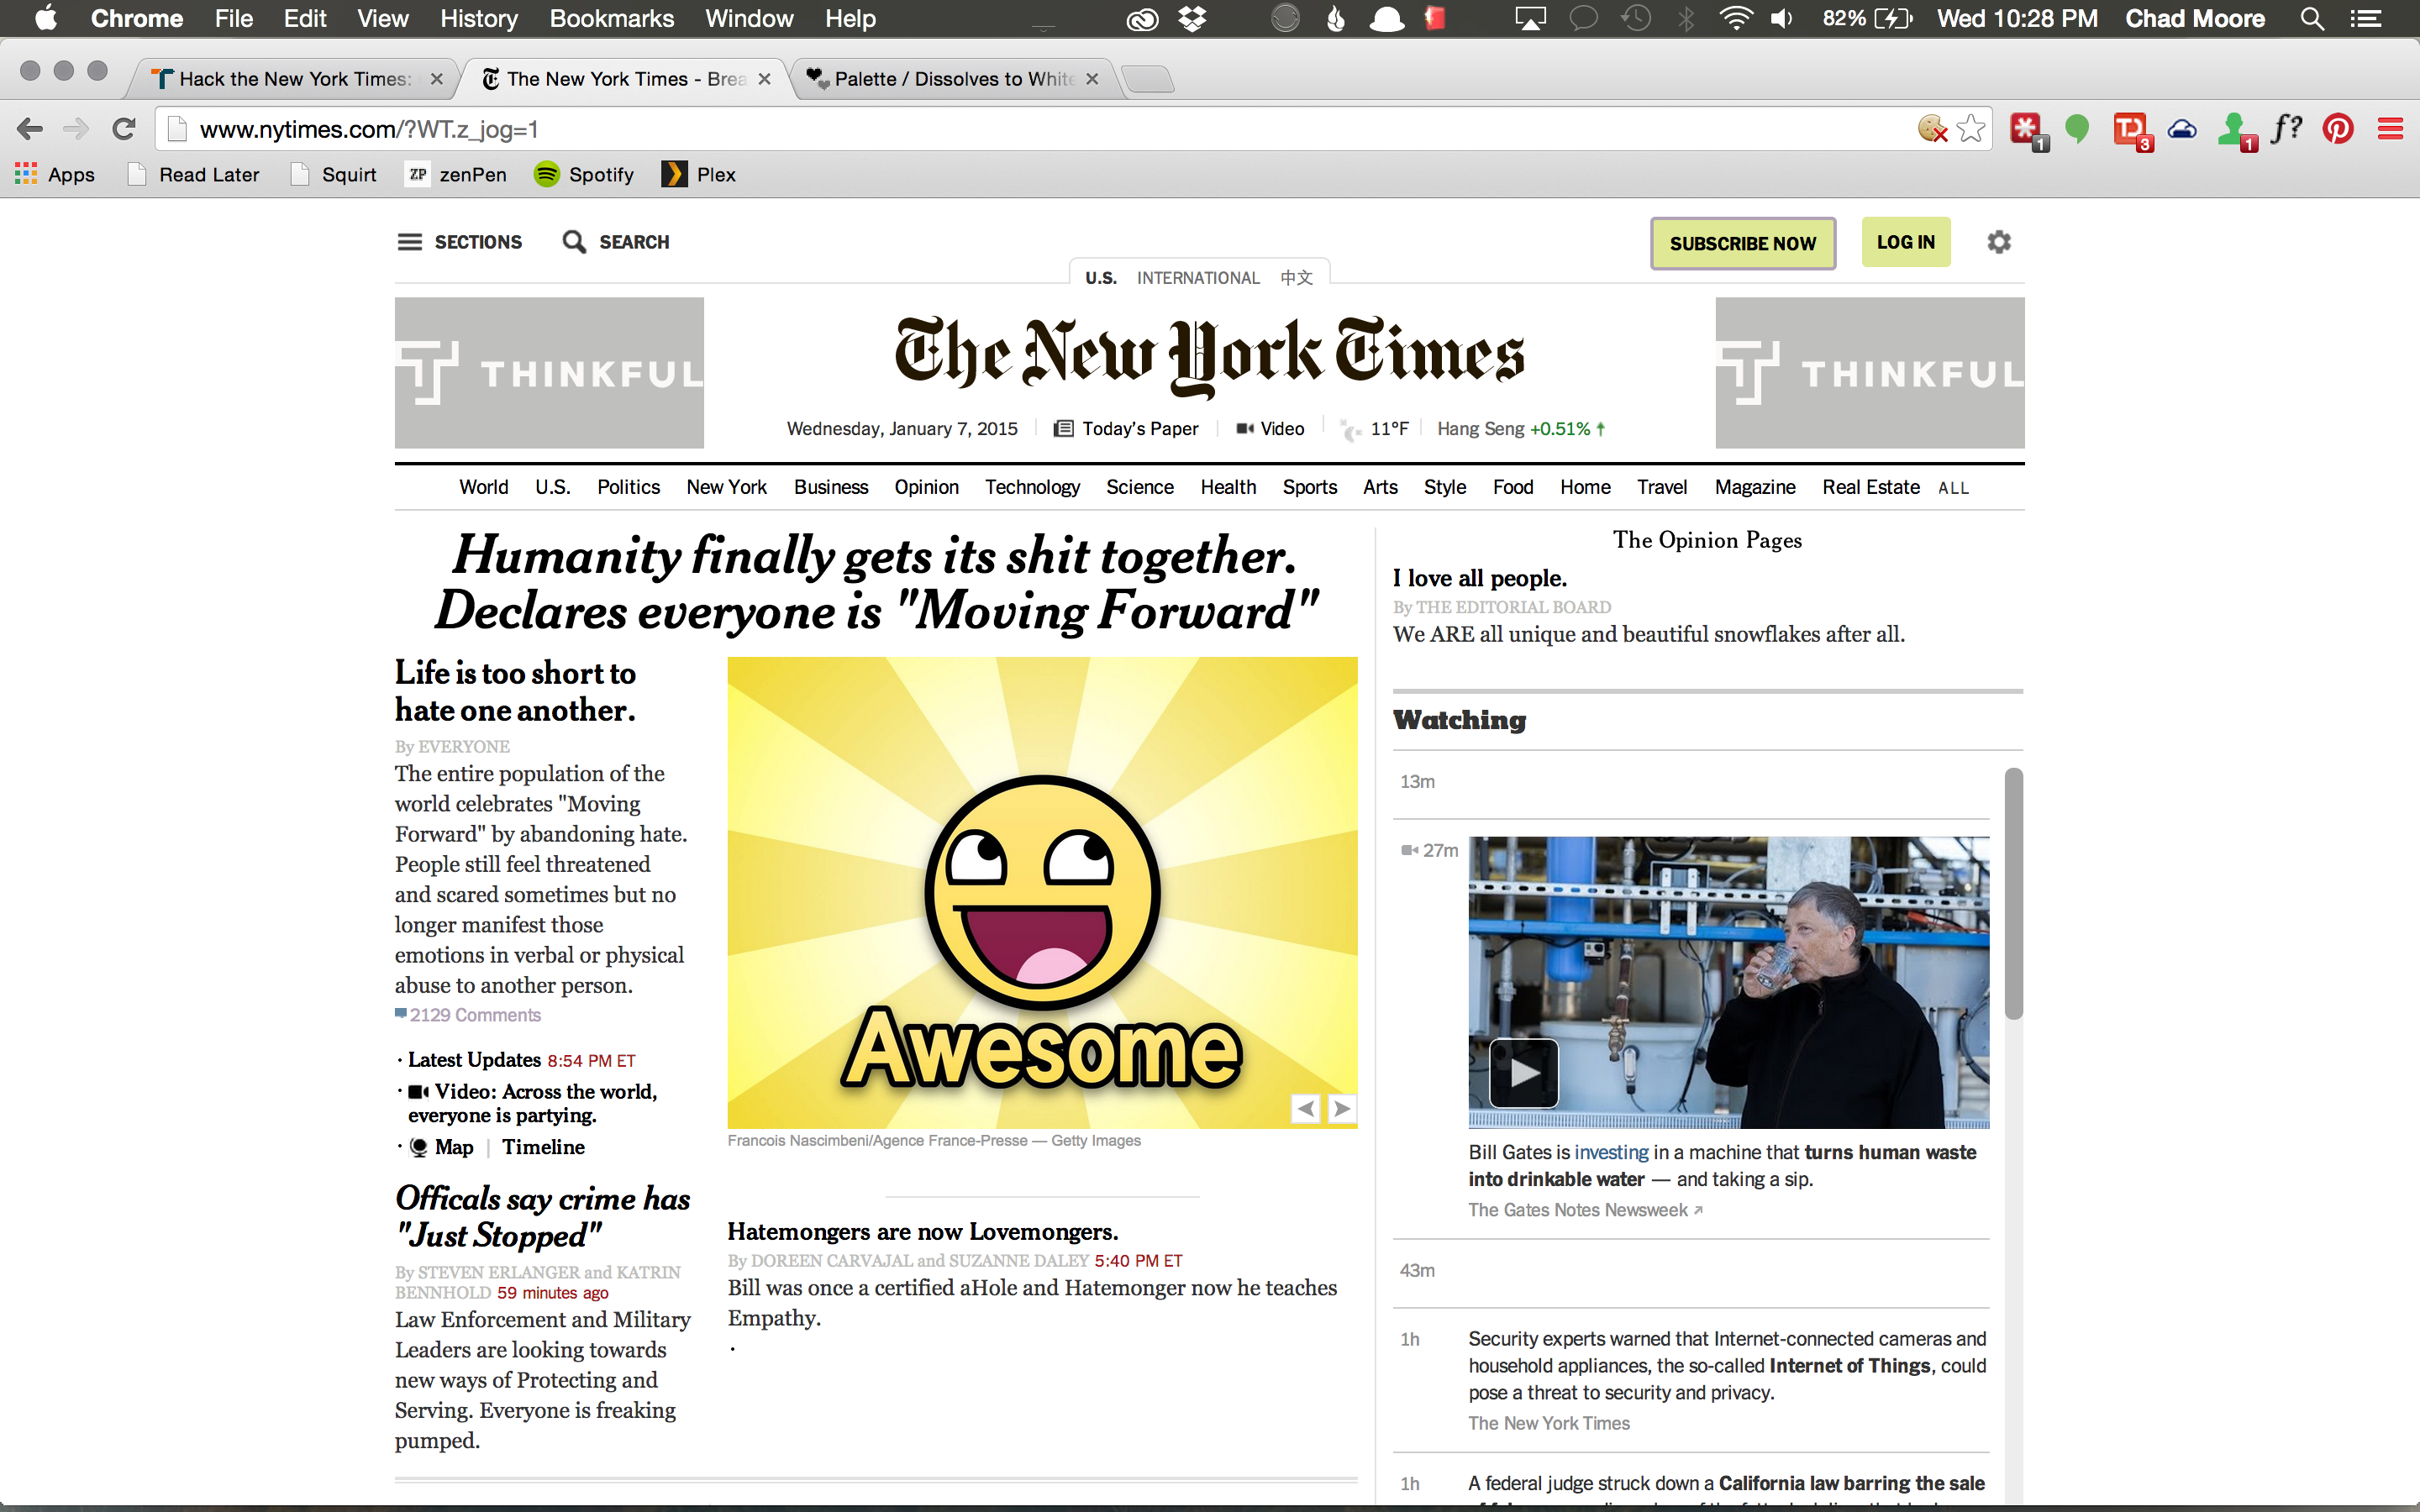 Chrome File Edit View History Bookmarks Window Help 82% Wed 10:28 PM Chad Moore
Hack the New York Times: The New York Times - Brea Palette / Dissolves to White
www.nytimes.com/?WT.z_jog=1 1 3 1 f?
Apps Read Later Squirt ZP zenPen Spotify Plex
SECTIONS SEARCH SUBSCRIBE NOW LOG IN
U.S. INTERNATIONAL 中文
THINKFUL
The New York Times
THINKFUL
Wednesday, January 7, 2015 Today's Paper Video 11°F Hang Seng +0.51% ↑
World U.S. Politics New York Business Opinion Technology Science Health Sports Arts Style Food Home Travel Magazine Real Estate ALL
Humanity finally gets its shit together.
Declares everyone is "Moving Forward"
Life is too short to
hate one another.
By EVERYONE
The entire population of the
world celebrates "Moving
Forward" by abandoning hate.
People still feel threatened
and scared sometimes but no
longer manifest those
emotions in verbal or physical
abuse to another person.
2129 Comments
· Latest Updates 8:54 PM ET
· Video: Across the world,
everyone is partying.
· Map | Timeline
Officals say crime has
"Just Stopped"
By STEVEN ERLANGER and KATRIN
BENNHOLD 59 minutes ago
Law Enforcement and Military
Leaders are looking towards
new ways of Protecting and
Serving. Everyone is freaking
pumped.
Awesome
Francois Nascimbeni/Agence France-Presse — Getty Images
Hatemongers are now Lovemongers.
By DOREEN CARVAJAL and SUZANNE DALEY 5:40 PM ET
Bill was once a certified aHole and Hatemonger now he teaches
Empathy.
·
The Opinion Pages
I love all people.
By THE EDITORIAL BOARD
We ARE all unique and beautiful snowflakes after all.
Watching
13m
27m
Bill Gates is investing in a machine that turns human waste
into drinkable water — and taking a sip.
The Gates Notes Newsweek
43m
1h Security experts warned that Internet-connected cameras and
household appliances, the so-called Internet of Things, could
pose a threat to security and privacy.
The New York Times
1h A federal judge struck down a California law barring the sale